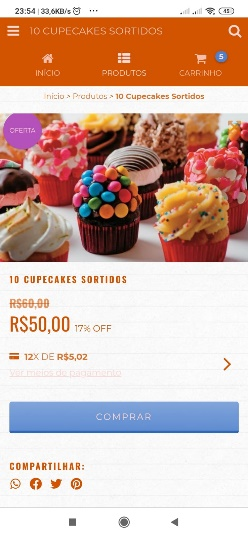 23:54 | 33,6KB/s ... 45
10 CUPECAKES SORTIDOS
INÍCIO PRODUTOS CARRINHO 5
Início > Produtos > 10 Cupecakes Sortidos
OFERTA
10 CUPECAKES SORTIDOS
R$60,00
R$50,00 17% OFF
12X DE R$5,02
Ver meios de pagamento
COMPRAR
COMPARTILHAR: